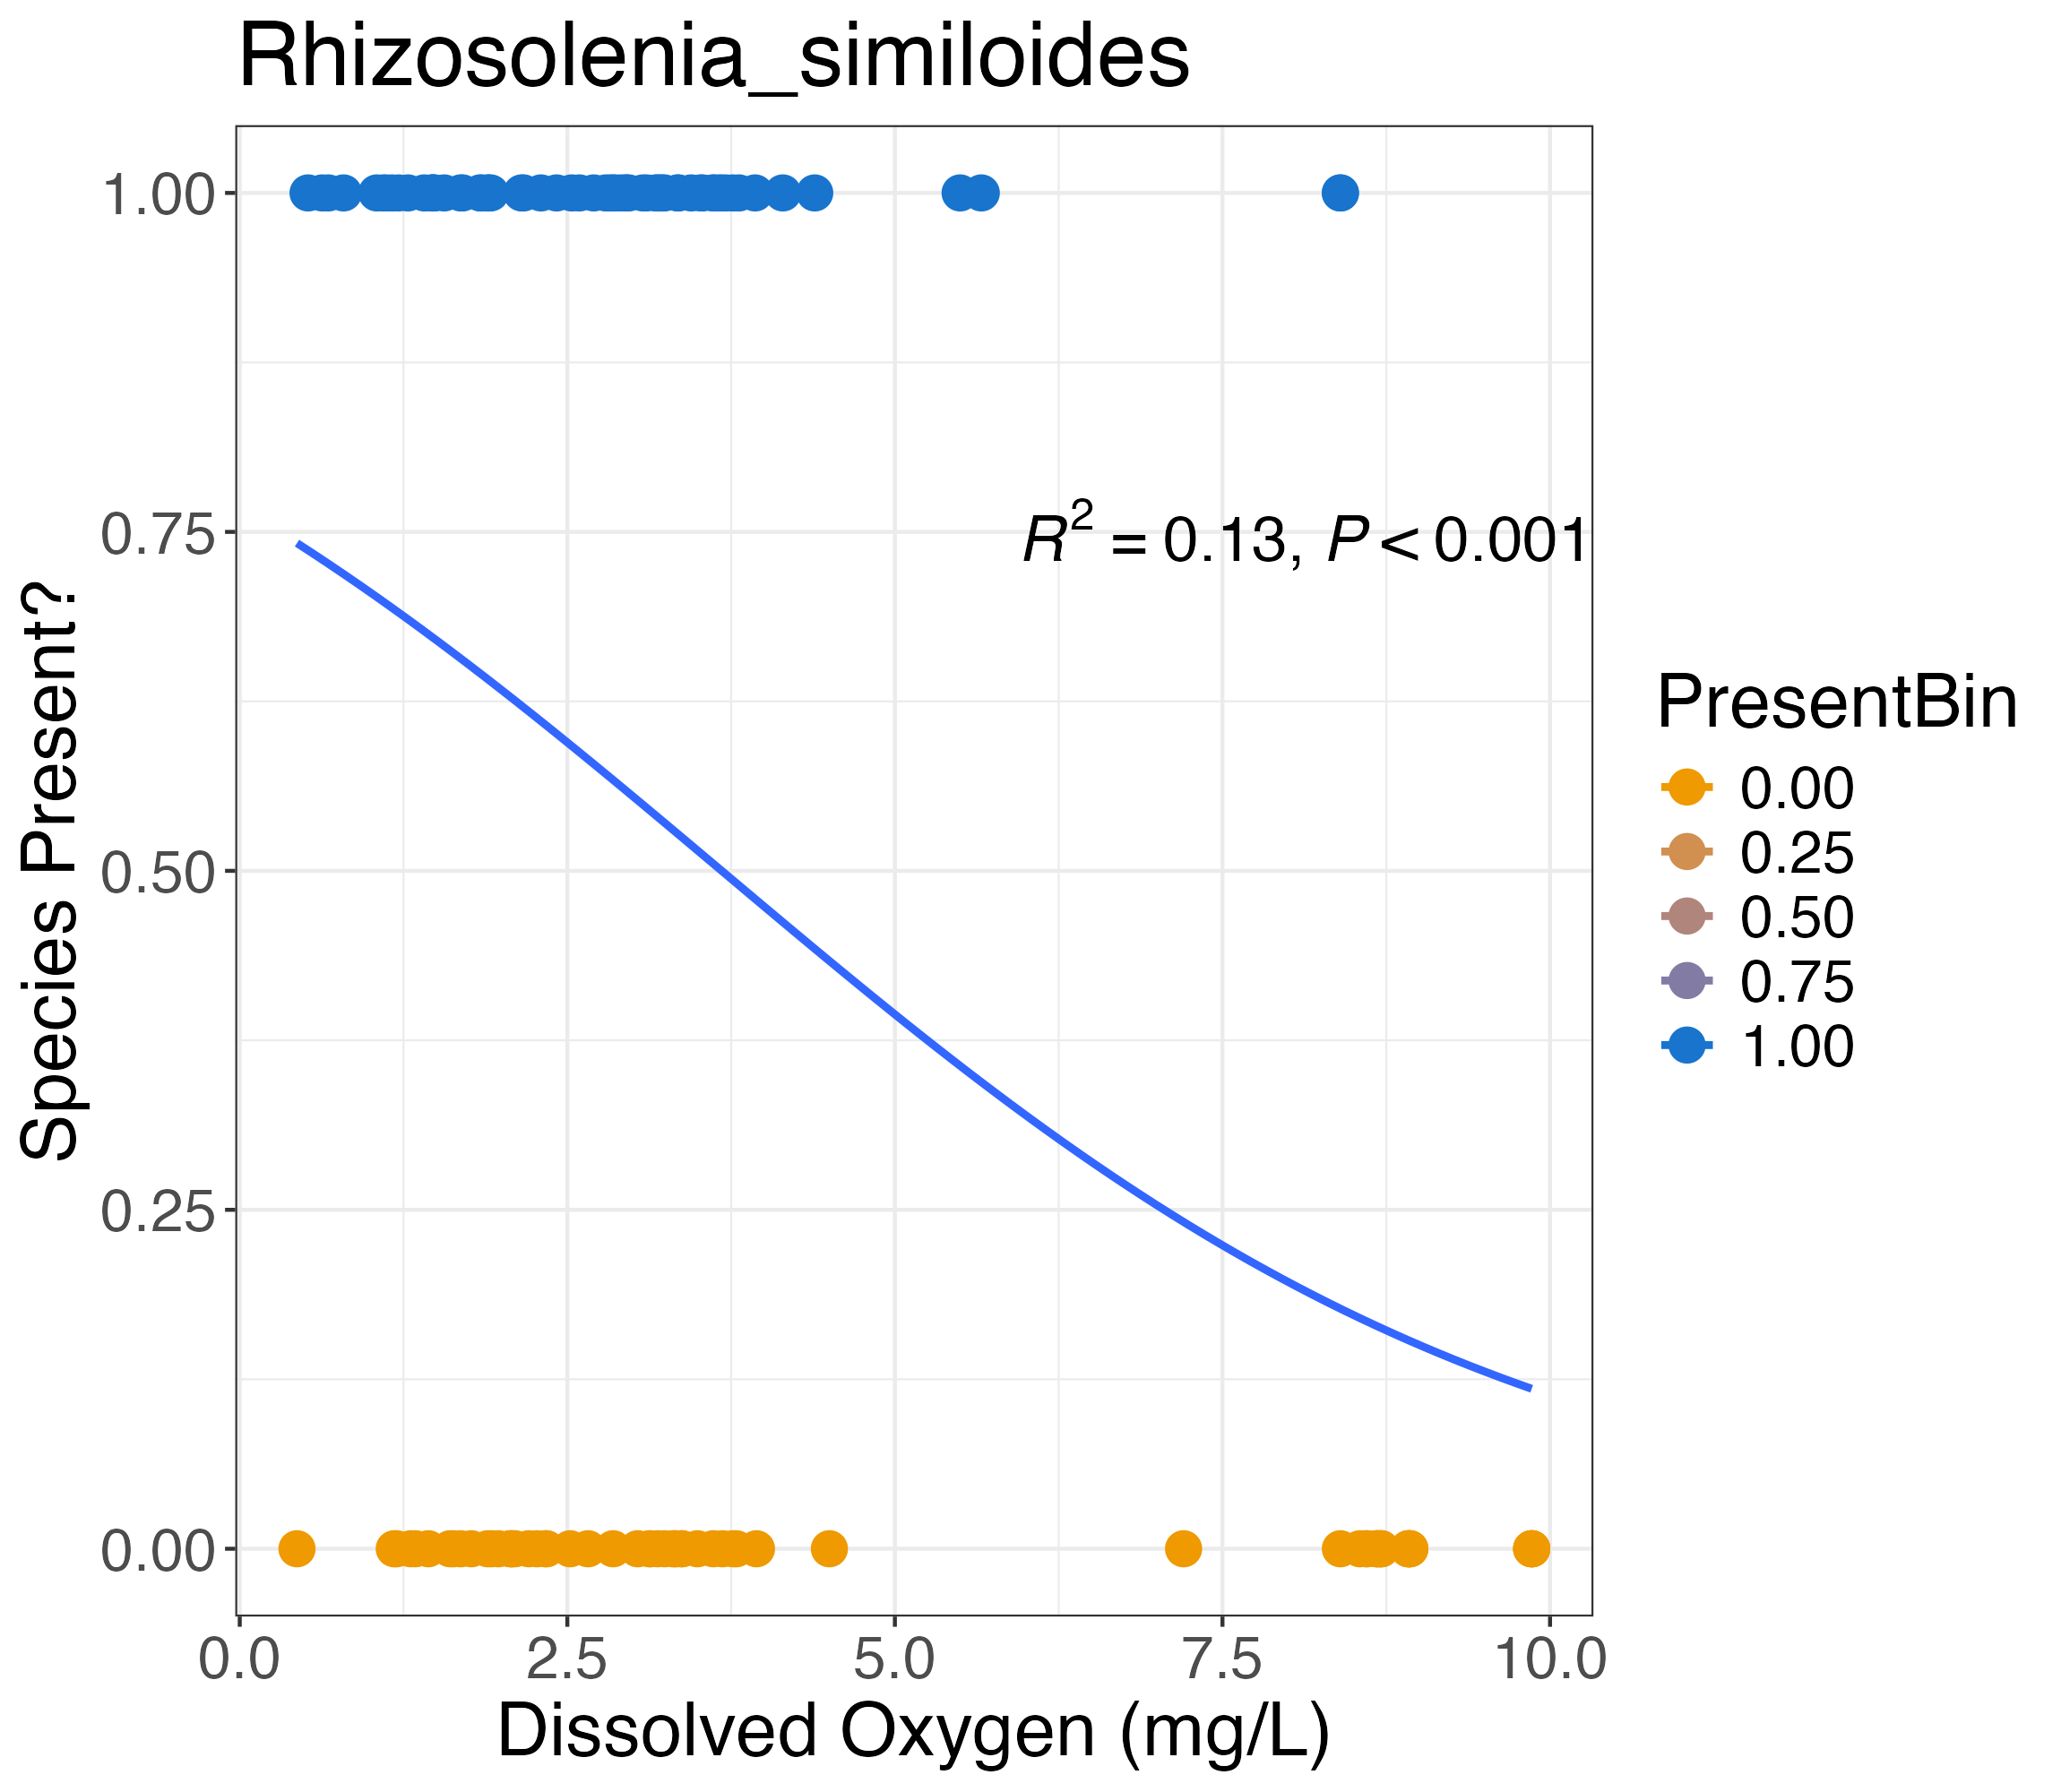 Rhizosolenia_similoides
1.00
0.75
0.50
0.25
0.00
Species Present?
R² = 0.13, P < 0.001
0.0 2.5 5.0 7.5 10.0
Dissolved Oxygen (mg/L)
PresentBin
0.00
0.25
0.50
0.75
1.00